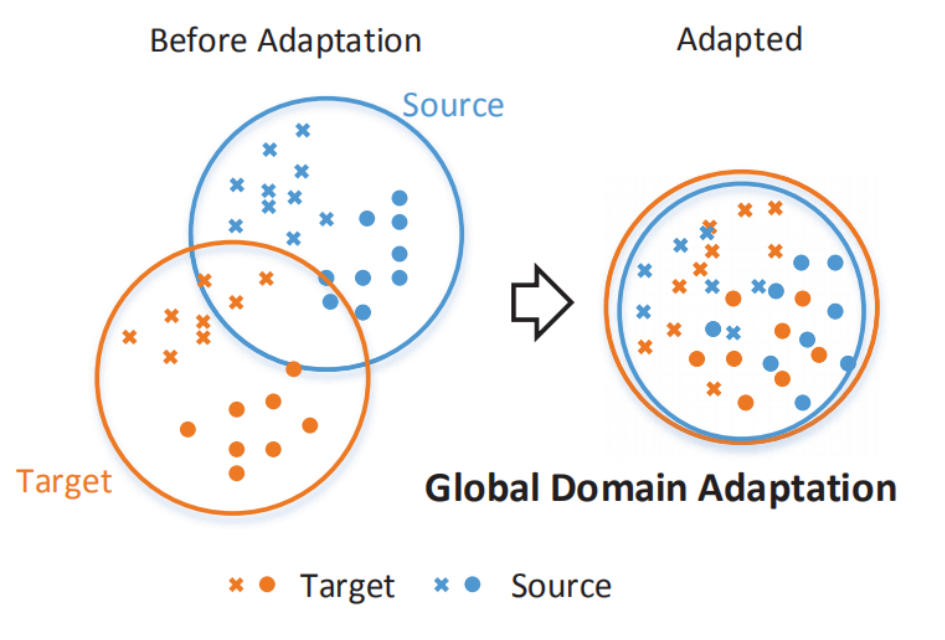 Before Adaptation
Adapted
Source
Target
Global Domain Adaptation
Target
Source